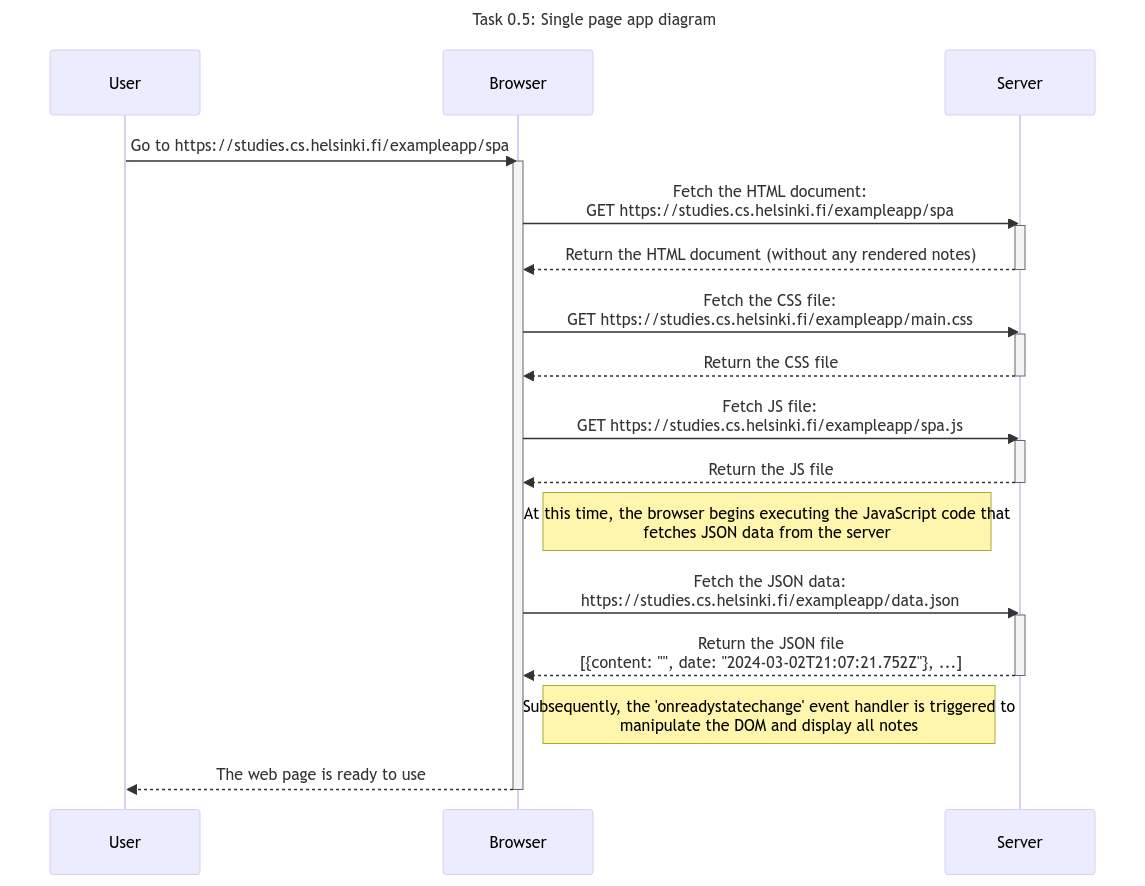 Task 0.5: Single page app diagram
User
Browser
Server
Go to https://studies.cs.helsinki.fi/exampleapp/spa
Fetch the HTML document:
GET https://studies.cs.helsinki.fi/exampleapp/spa
Return the HTML document (without any rendered notes)
Fetch the CSS file:
GET https://studies.cs.helsinki.fi/exampleapp/main.css
Return the CSS file
Fetch JS file:
GET https://studies.cs.helsinki.fi/exampleapp/spa.js
Return the JS file
At this time, the browser begins executing the JavaScript code that
fetches JSON data from the server
Fetch the JSON data:
https://studies.cs.helsinki.fi/exampleapp/data.json
Return the JSON file
[{content: "", date: "2024-03-02T21:07:21.752Z"}, ...]
Subsequently, the 'onreadystatechange' event handler is triggered to
manipulate the DOM and display all notes
The web page is ready to use
User
Browser
Server